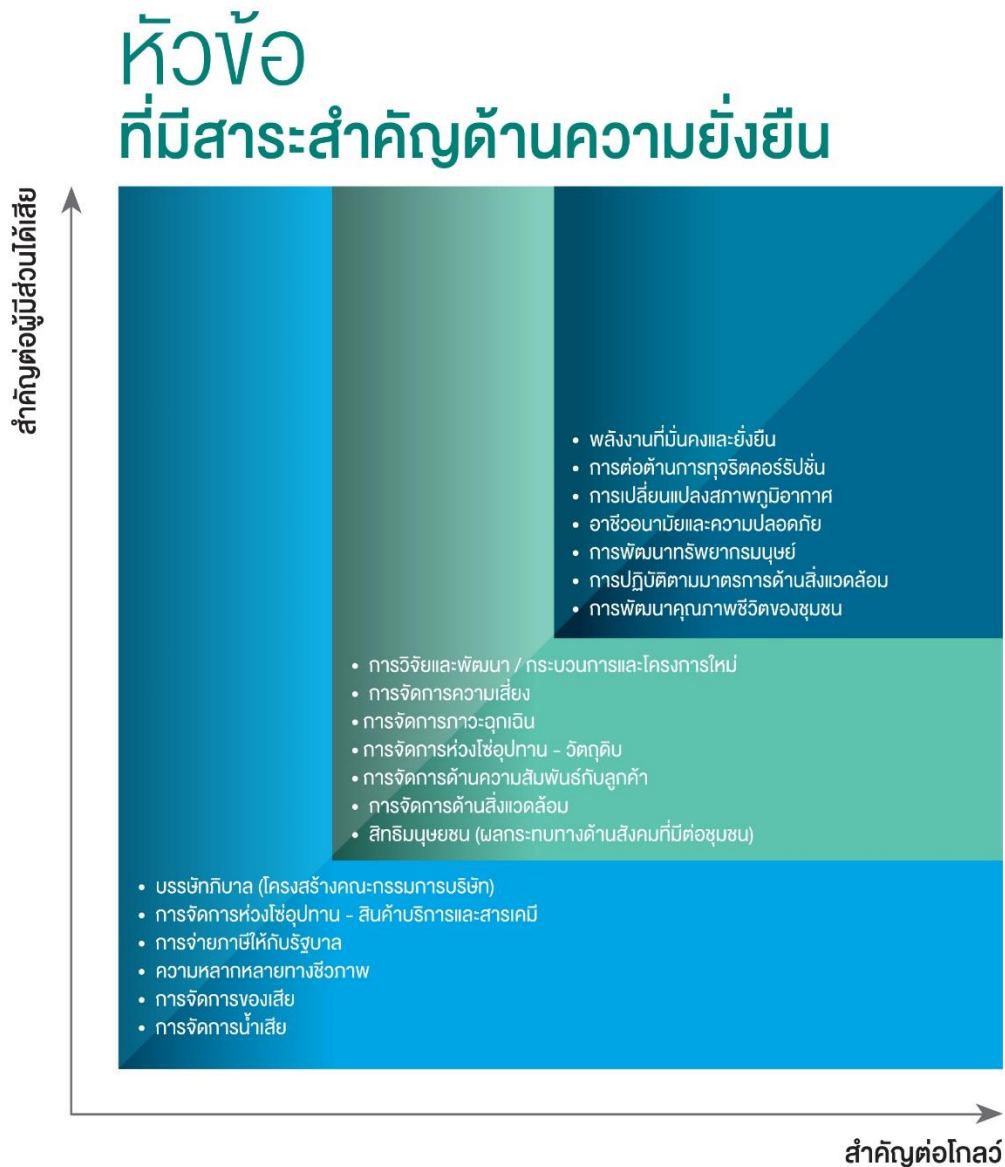 หัวข้อ
ที่มีสาระสำคัญด้านความยั่งยืน
สำคัญต่อผู้มีส่วนได้เสีย
• พลังงานที่มั่นคงและยั่งยืน
• การต่อต้านการทุจริตคอร์รัปชั่น
• การเปลี่ยนแปลงสภาพภูมิอากาศ
• อาชีวอนามัยและความปลอดภัย
• การพัฒนาทรัพยากรมนุษย์
• การปฏิบัติตามมาตรการด้านสิ่งแวดล้อม
• การพัฒนาคุณภาพชีวิตของชุมชน
• การวิจัยและพัฒนา / กระบวนการและโครงการใหม่
• การจัดการความเสี่ยง
• การจัดการภาวะฉุกเฉิน
• การจัดการห่วงโซ่อุปทาน - วัตถุดิบ
• การจัดการด้านความสัมพันธ์กับลูกค้า
• การจัดการด้านสิ่งแวดล้อม
• สิทธิมนุษยชน (ผลกระทบทางด้านสังคมที่มีต่อชุมชน)
• บรรษัทภิบาล (โครงสร้างคณะกรรมการบริษัท)
• การจัดการห่วงโซ่อุปทาน - สินค้าบริการและสารเคมี
• การจ่ายภาษีให้กับรัฐบาล
• ความหลากหลายทางชีวภาพ
• การจัดการของเสีย
• การจัดการน้ำเสีย
สำคัญต่อโกลว์